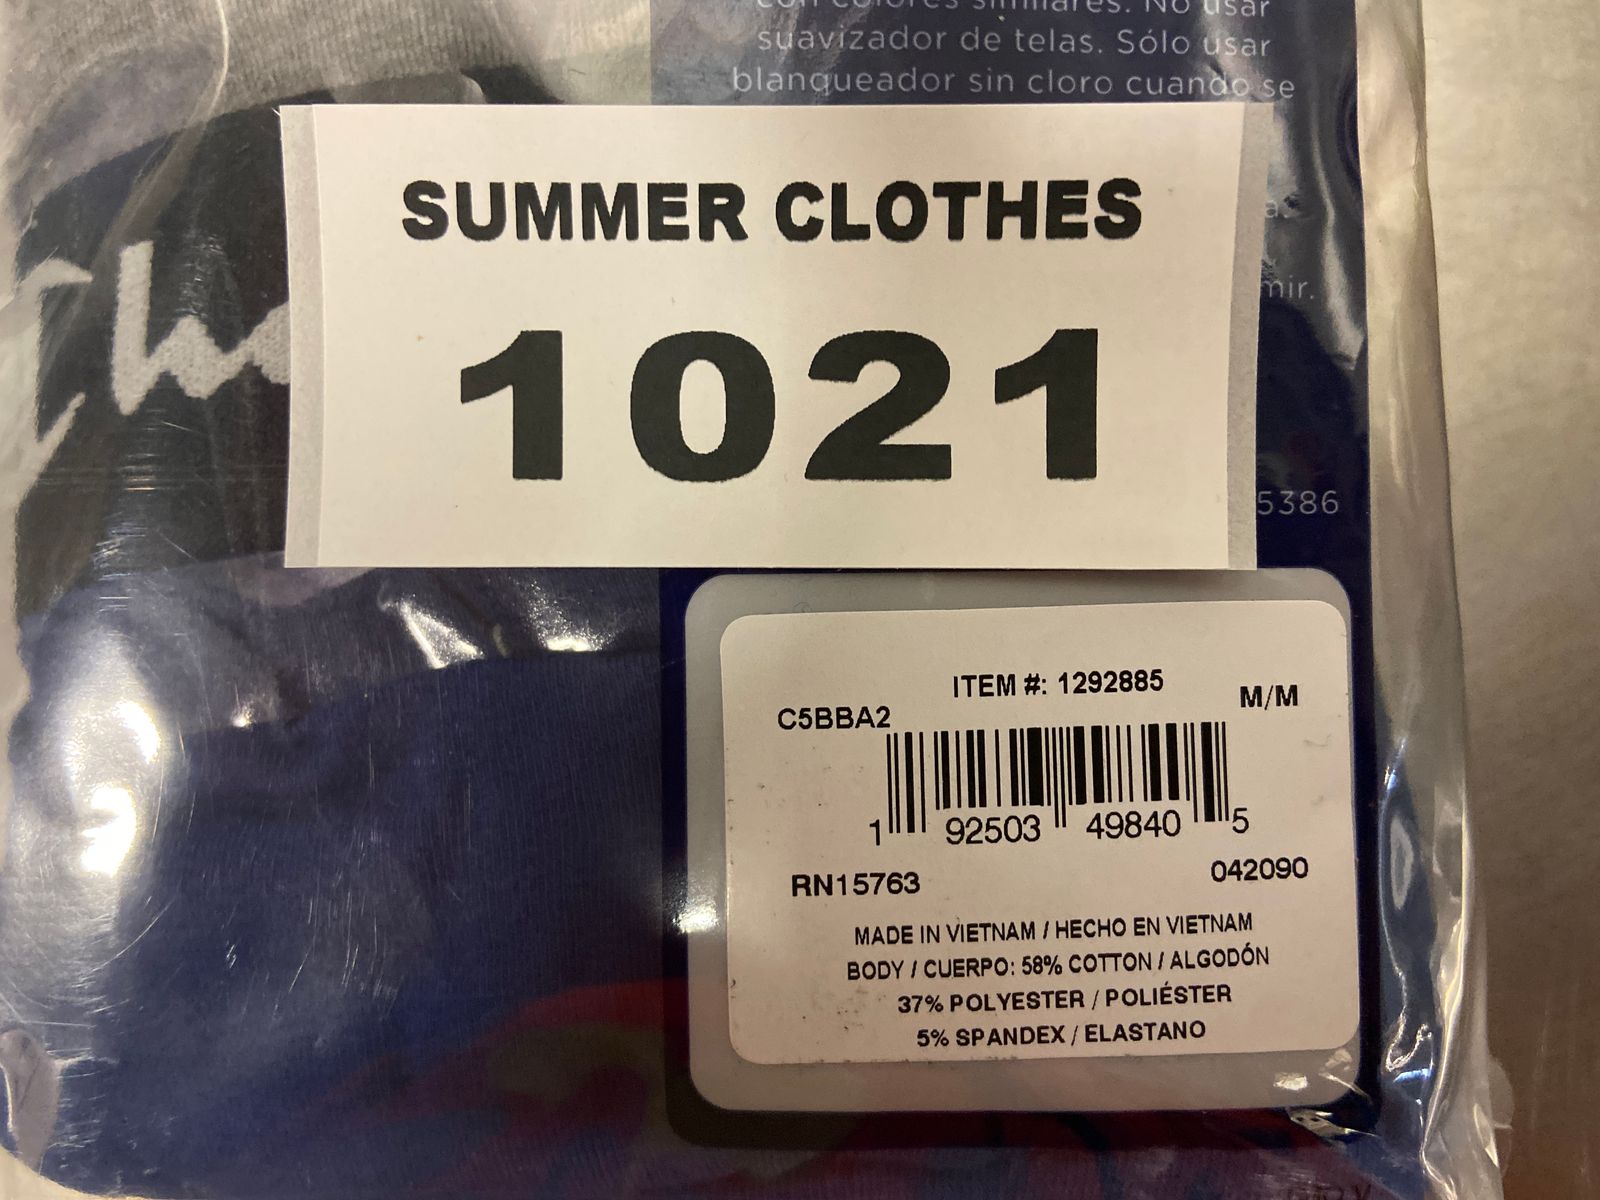 con colores similares. No usar
suavizador de telas. Sólo usar
blanqueador sin cloro cuando se
SUMMER CLOTHES
1021
mir.
5386
ITEM #: 1292885
C5BBA2
M/M
1 92503 49840 5
RN15763
042090
MADE IN VIETNAM / HECHO EN VIETNAM
BODY / CUERPO: 58% COTTON / ALGODÓN
37% POLYESTER / POLIÉSTER
5% SPANDEX / ELASTANO